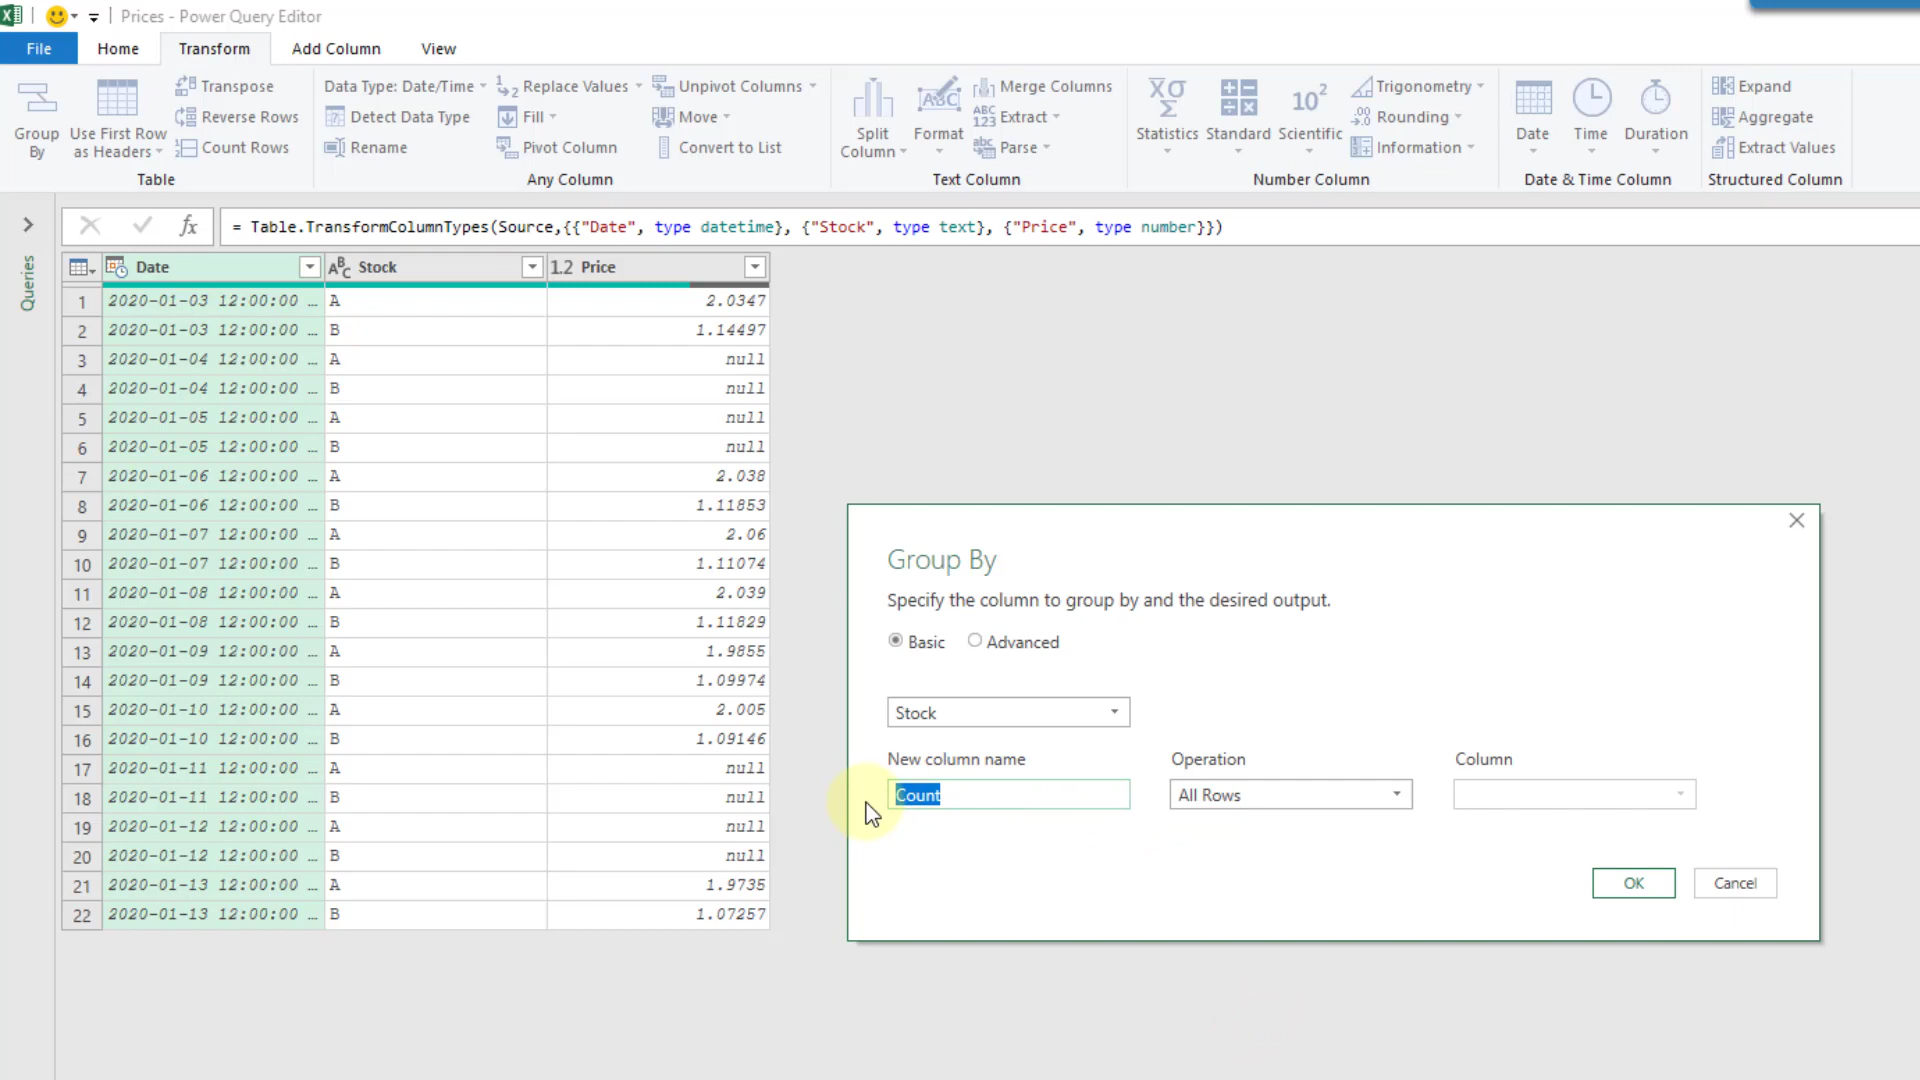 Prices - Power Query Editor
File Home Transform Add Column View
Group By
Use First Row as Headers
Transpose
Reverse Rows
Count Rows
Table
Data Type: Date/Time
Detect Data Type
Rename
Replace Values
Fill
Pivot Column
Unpivot Columns
Move
Convert to List
Any Column
Split Column
Format
Merge Columns
Extract
Parse
Text Column
Statistics
Standard
Scientific
Trigonometry
Rounding
Information
Number Column
Date
Time
Duration
Date & Time Column
Expand
Aggregate
Extract Values
Structured Column
fx = Table.TransformColumnTypes(Source,{{"Date", type datetime}, {"Stock", type text}, {"Price", type number}})
Queries
Date ABC Stock 1.2 Price
1 2020-01-03 12:00:00 … A 2.0347
2 2020-01-03 12:00:00 … B 1.14497
3 2020-01-04 12:00:00 … A null
4 2020-01-04 12:00:00 … B null
5 2020-01-05 12:00:00 … A null
6 2020-01-05 12:00:00 … B null
7 2020-01-06 12:00:00 … A 2.038
8 2020-01-06 12:00:00 … B 1.11853
9 2020-01-07 12:00:00 … A 2.06
10 2020-01-07 12:00:00 … B 1.11074
11 2020-01-08 12:00:00 … A 2.039
12 2020-01-08 12:00:00 … B 1.11829
13 2020-01-09 12:00:00 … A 1.9855
14 2020-01-09 12:00:00 … B 1.09974
15 2020-01-10 12:00:00 … A 2.005
16 2020-01-10 12:00:00 … B 1.09146
17 2020-01-11 12:00:00 … A null
18 2020-01-11 12:00:00 … B null
19 2020-01-12 12:00:00 … A null
20 2020-01-12 12:00:00 … B null
21 2020-01-13 12:00:00 … A 1.9735
22 2020-01-13 12:00:00 … B 1.07257
Group By
Specify the column to group by and the desired output.
Basic Advanced
Stock
New column name Operation Column
Count All Rows
OK Cancel